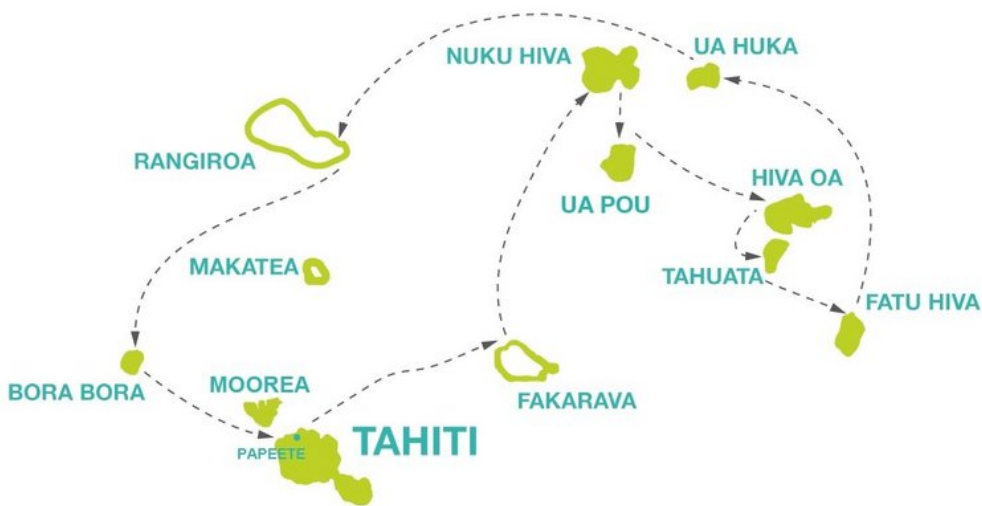 UA HUKA
NUKU HIVA
RANGIROA
HIVA OA
UA POU
MAKATEA
TAHUATA
FATU HIVA
MOOREA
BORA BORA
FAKARAVA
TAHITI
PAPEETE